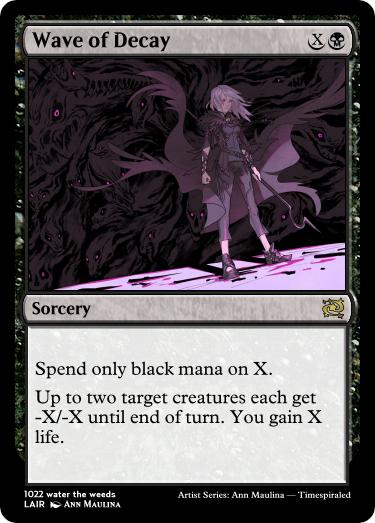 Wave of Decay X
Sorcery
Spend only black mana on X.
Up to two target creatures each get
-X/-X until end of turn. You gain X
life.
1022 water the weeds
LAIR Ann Maulina
Artist Series: Ann Maulina — Timespiraled